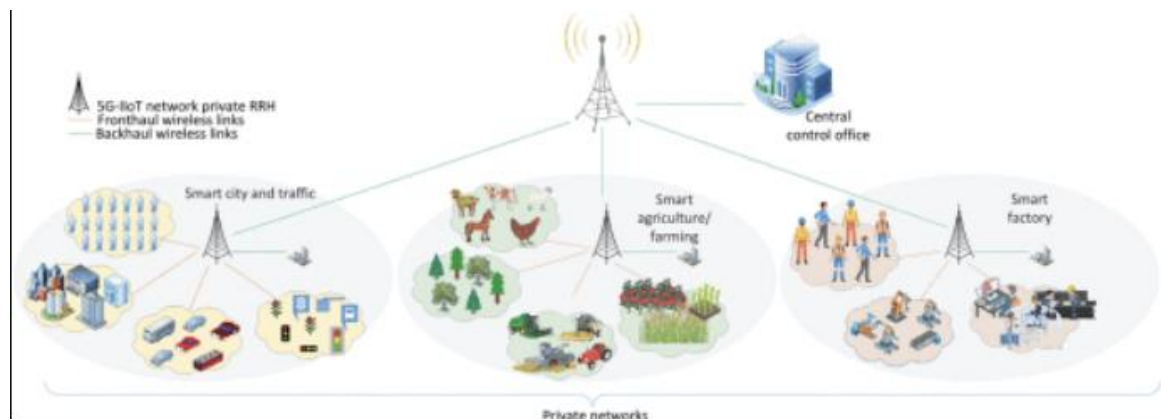 5G-IIoT network private RRH
Fronthaul wireless links
Backhaul wireless links
Central
control office
Smart city and traffic
Smart
agriculture/
farming
Smart
factory
Private networks